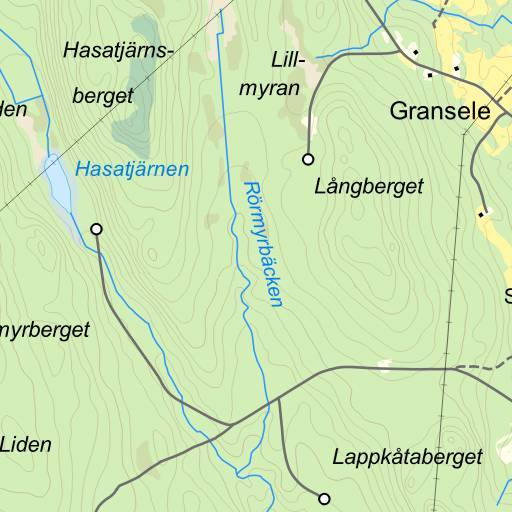 Hasatjärns-
berget
Lill-
myran
den
Gransele
Hasatjärnen
Långberget
Rörmyrbäcken
S
myrberget
Liden
Lappkåtaberget